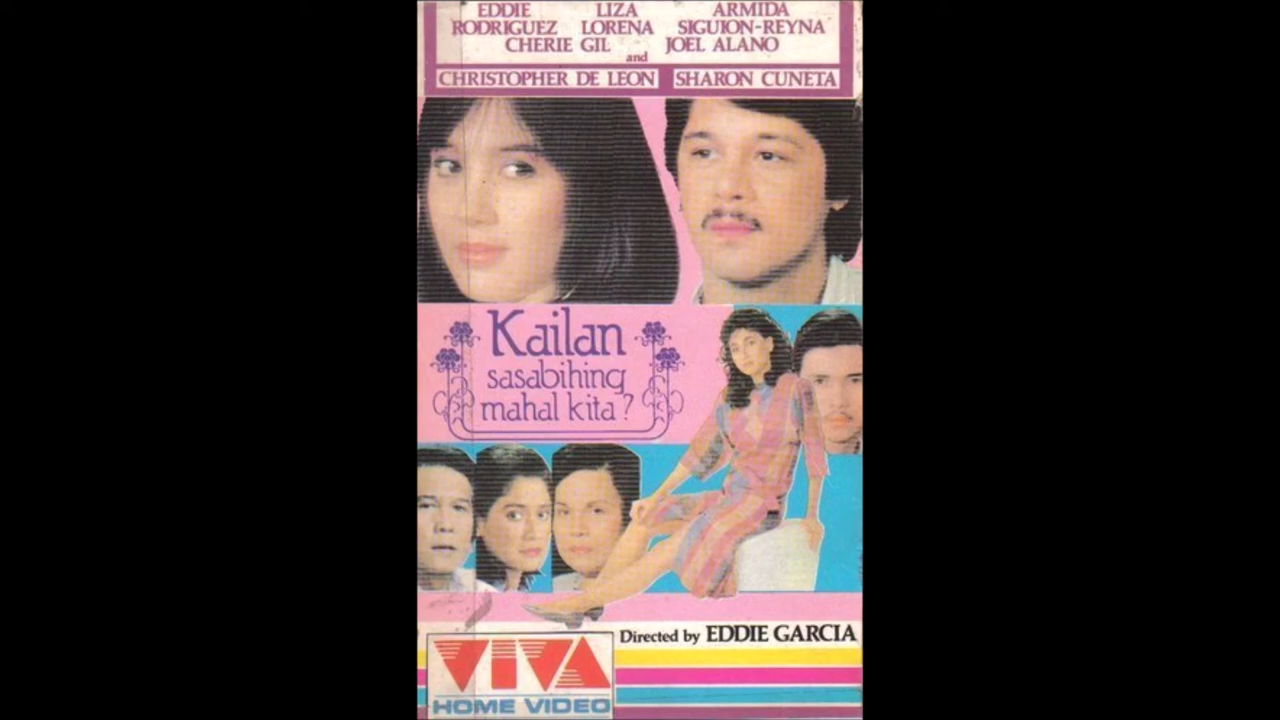 EDDIE LIZA ARMIDA
RODRIGUEZ LORENA SIGUION-REYNA
CHERIE GIL JOEL ALANO
and
CHRISTOPHER DE LEON SHARON CUNETA
Kailan
sasabihing
mahal kita?
Directed by EDDIE GARCIA
VIVA
HOME VIDEO